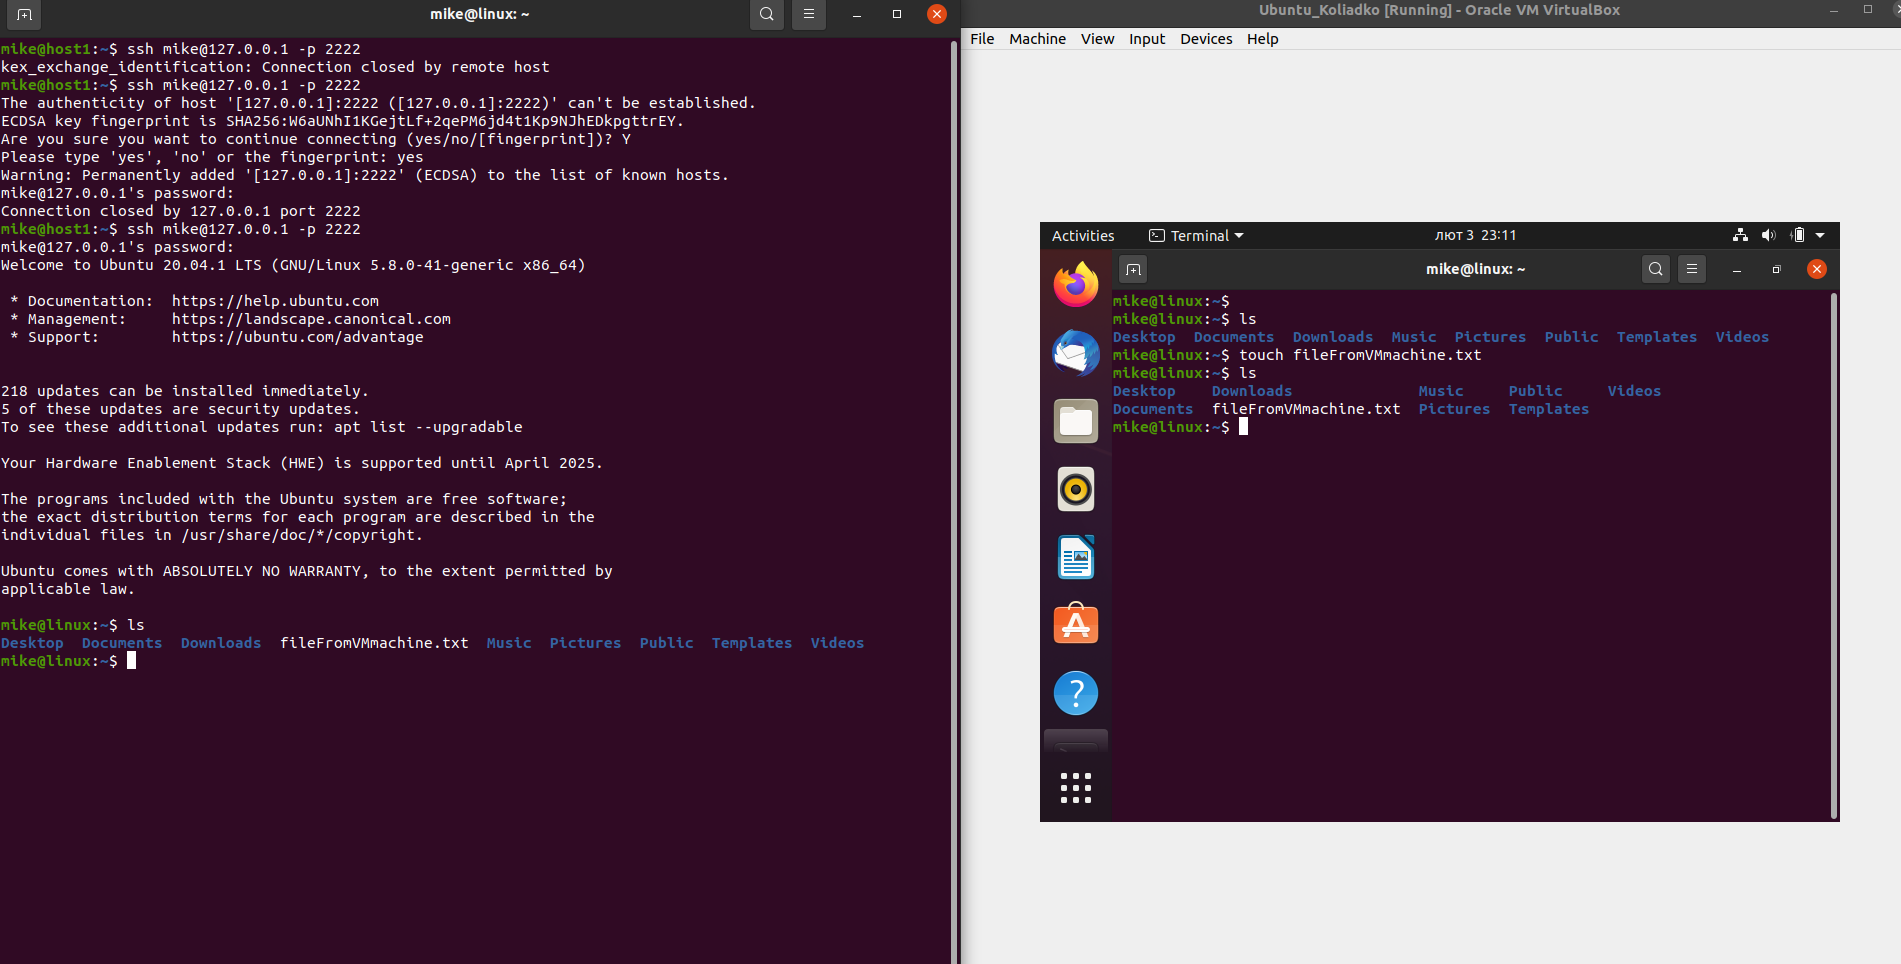 mike@linux: ~
mike@host1:~$ ssh mike@127.0.0.1 -p 2222
kex_exchange_identification: Connection closed by remote host
mike@host1:~$ ssh mike@127.0.0.1 -p 2222
The authenticity of host '[127.0.0.1]:2222 ([127.0.0.1]:2222)' can't be established.
ECDSA key fingerprint is SHA256:W6aUNhI1KGejtLf+2qePM6jd4t1Kp9NJhEDkpgttrEY.
Are you sure you want to continue connecting (yes/no/[fingerprint])? Y
Please type 'yes', 'no' or the fingerprint: yes
Warning: Permanently added '[127.0.0.1]:2222' (ECDSA) to the list of known hosts.
mike@127.0.0.1's password:
Connection closed by 127.0.0.1 port 2222
mike@host1:~$ ssh mike@127.0.0.1 -p 2222
mike@127.0.0.1's password:
Welcome to Ubuntu 20.04.1 LTS (GNU/Linux 5.8.0-41-generic x86_64)
* Documentation:  https://help.ubuntu.com
* Management:     https://landscape.canonical.com
* Support:        https://ubuntu.com/advantage
218 updates can be installed immediately.
5 of these updates are security updates.
To see these additional updates run: apt list --upgradable
Your Hardware Enablement Stack (HWE) is supported until April 2025.
The programs included with the Ubuntu system are free software;
the exact distribution terms for each program are described in the
individual files in /usr/share/doc/*/copyright.
Ubuntu comes with ABSOLUTELY NO WARRANTY, to the extent permitted by
applicable law.
mike@linux:~$ ls
Desktop  Documents  Downloads  fileFromVMmachine.txt  Music  Pictures  Public  Templates  Videos
mike@linux:~$
Ubuntu_Koliadko [Running] - Oracle VM VirtualBox
File  Machine  View  Input  Devices  Help
Activities  Terminal  лют 3  23:11
mike@linux: ~
mike@linux:~$
mike@linux:~$ ls
Desktop  Documents  Downloads  Music  Pictures  Public  Templates  Videos
mike@linux:~$ touch fileFromVMmachine.txt
mike@linux:~$ ls
Desktop    Downloads              Music     Public     Videos
Documents  fileFromVMmachine.txt  Pictures  Templates
mike@linux:~$